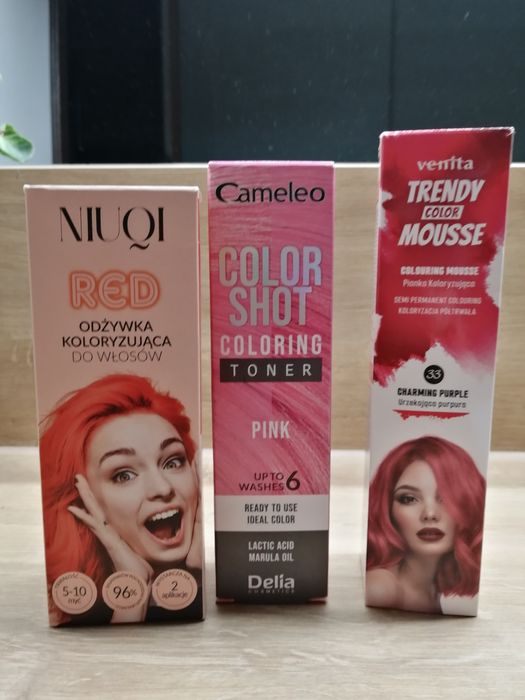 NIUQI
RED
ODŻYWKA
KOLORYZUJĄCA
DO WŁOSÓW
5-10
myć
96%
2
aplikacje
Cameleo
COLOR
SHOT
COLORING
TONER
PINK
UP TO
WASHES 6
READY TO USE
IDEAL COLOR
LACTIC ACID
MARULA OIL
Delia
COSMETICS
venita
TRENDY
COLOR
MOUSSE
COLOURING MOUSSE
Pianka Koloryzująca
SEMI PERMANENT COLOURING
KOLORYZACJA PÓŁTRWAŁA
33
CHARMING PURPLE
Urzekająca purpura